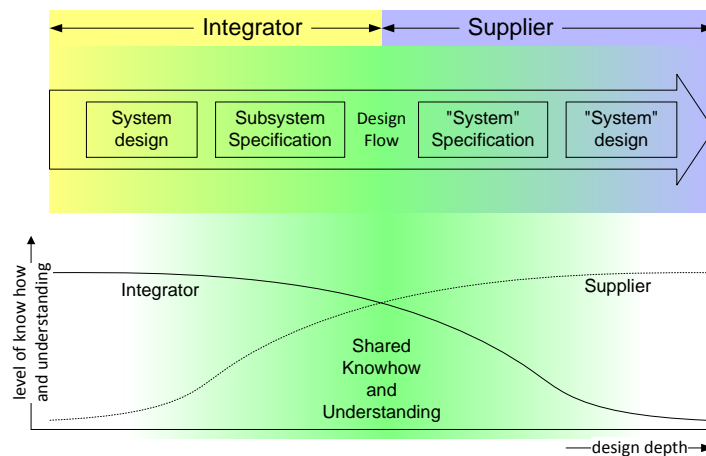 Integrator
Supplier
System
design
Subsystem
Specification
Design
Flow
"System"
Specification
"System"
design
level of know how
and understanding
Integrator
Supplier
Shared
Knowhow
and
Understanding
design depth